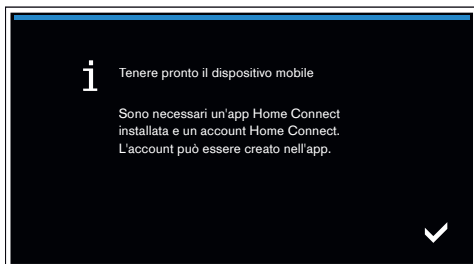 i
Tenere pronto il dispositivo mobile
Sono necessari un'app Home Connect
installata e un account Home Connect.
L'account può essere creato nell'app.